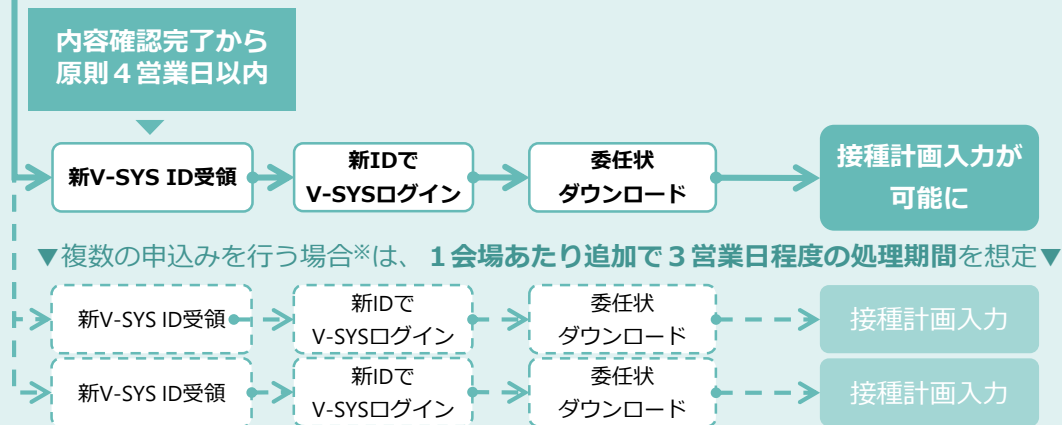 内容確認完了から
原則４営業日以内
新V-SYS ID受領
新IDで
V-SYSログイン
委任状
ダウンロード
接種計画入力が
可能に
▼複数の申込みを行う場合※は、１会場あたり追加で３営業日程度の処理期間を想定▼
新V-SYS ID受領
新IDで
V-SYSログイン
委任状
ダウンロード
接種計画入力
新V-SYS ID受領
新IDで
V-SYSログイン
委任状
ダウンロード
接種計画入力